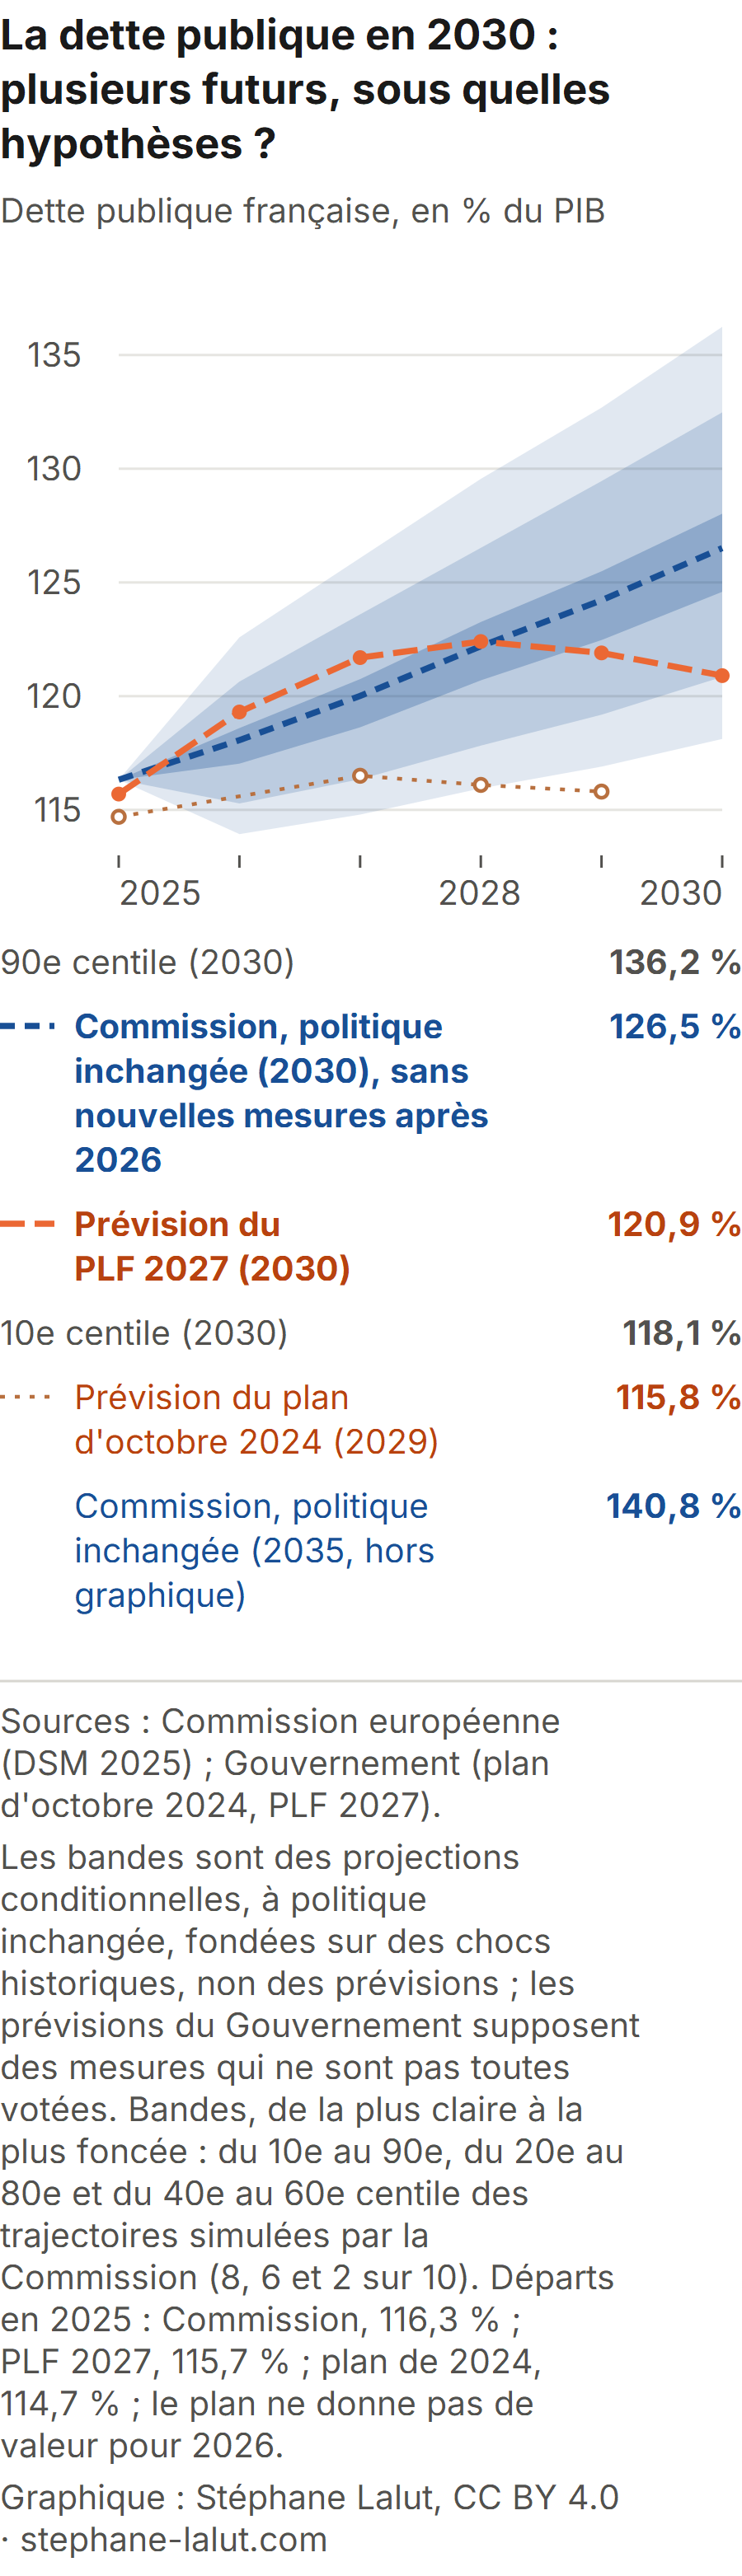 La dette publique en 2030 :
plusieurs futurs, sous quelles
hypothèses ?
Dette publique française, en % du PIB
135
130
125
120
115
2025
2028
2030
90e centile (2030) 136,2 %
Commission, politique 126,5 %
inchangée (2030), sans
nouvelles mesures après
2026
Prévision du 120,9 %
PLF 2027 (2030)
10e centile (2030) 118,1 %
Prévision du plan 115,8 %
d'octobre 2024 (2029)
Commission, politique 140,8 %
inchangée (2035, hors
graphique)
Sources : Commission européenne
(DSM 2025) ; Gouvernement (plan
d'octobre 2024, PLF 2027).
Les bandes sont des projections
conditionnelles, à politique
inchangée, fondées sur des chocs
historiques, non des prévisions ; les
prévisions du Gouvernement supposent
des mesures qui ne sont pas toutes
votées. Bandes, de la plus claire à la
plus foncée : du 10e au 90e, du 20e au
80e et du 40e au 60e centile des
trajectoires simulées par la
Commission (8, 6 et 2 sur 10). Départs
en 2025 : Commission, 116,3 % ;
PLF 2027, 115,7 % ; plan de 2024,
114,7 % ; le plan ne donne pas de
valeur pour 2026.
Graphique : Stéphane Lalut, CC BY 4.0
· stephane-lalut.com